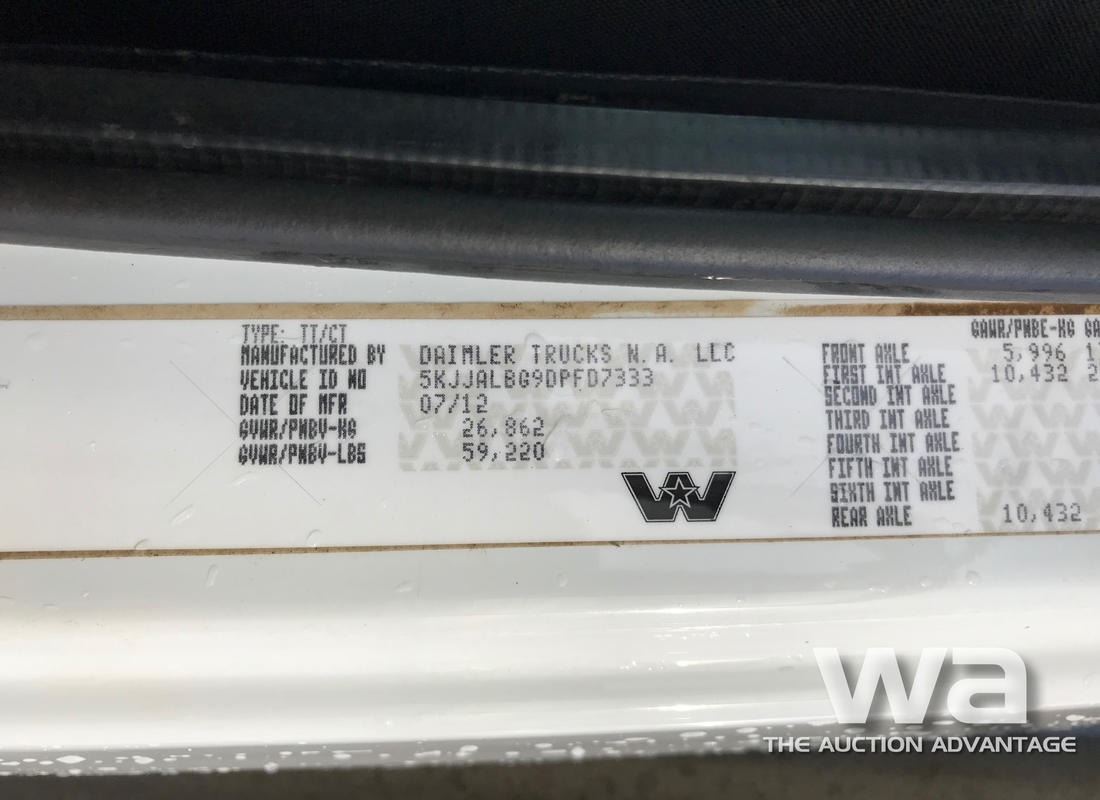 TYPE: TT/CT
MANUFACTURED BY DAIMLER TRUCKS N.A. LLC
VEHICLE ID NO 5KJJALBG9DPFD7333
DATE OF MFR 07/12
GVWR/PNBV-KG 26,862
GVWR/PNBV-LBS 59,220
GAWR/PNBE-KG GA
FRONT AXLE 5,996 1
FIRST INT AXLE 10,432 2
SECOND INT AXLE
THIRD INT AXLE
FOURTH INT AXLE
FIFTH INT AXLE
SIXTH INT AXLE
REAR AXLE 10,432
wa
THE AUCTION ADVANTAGE